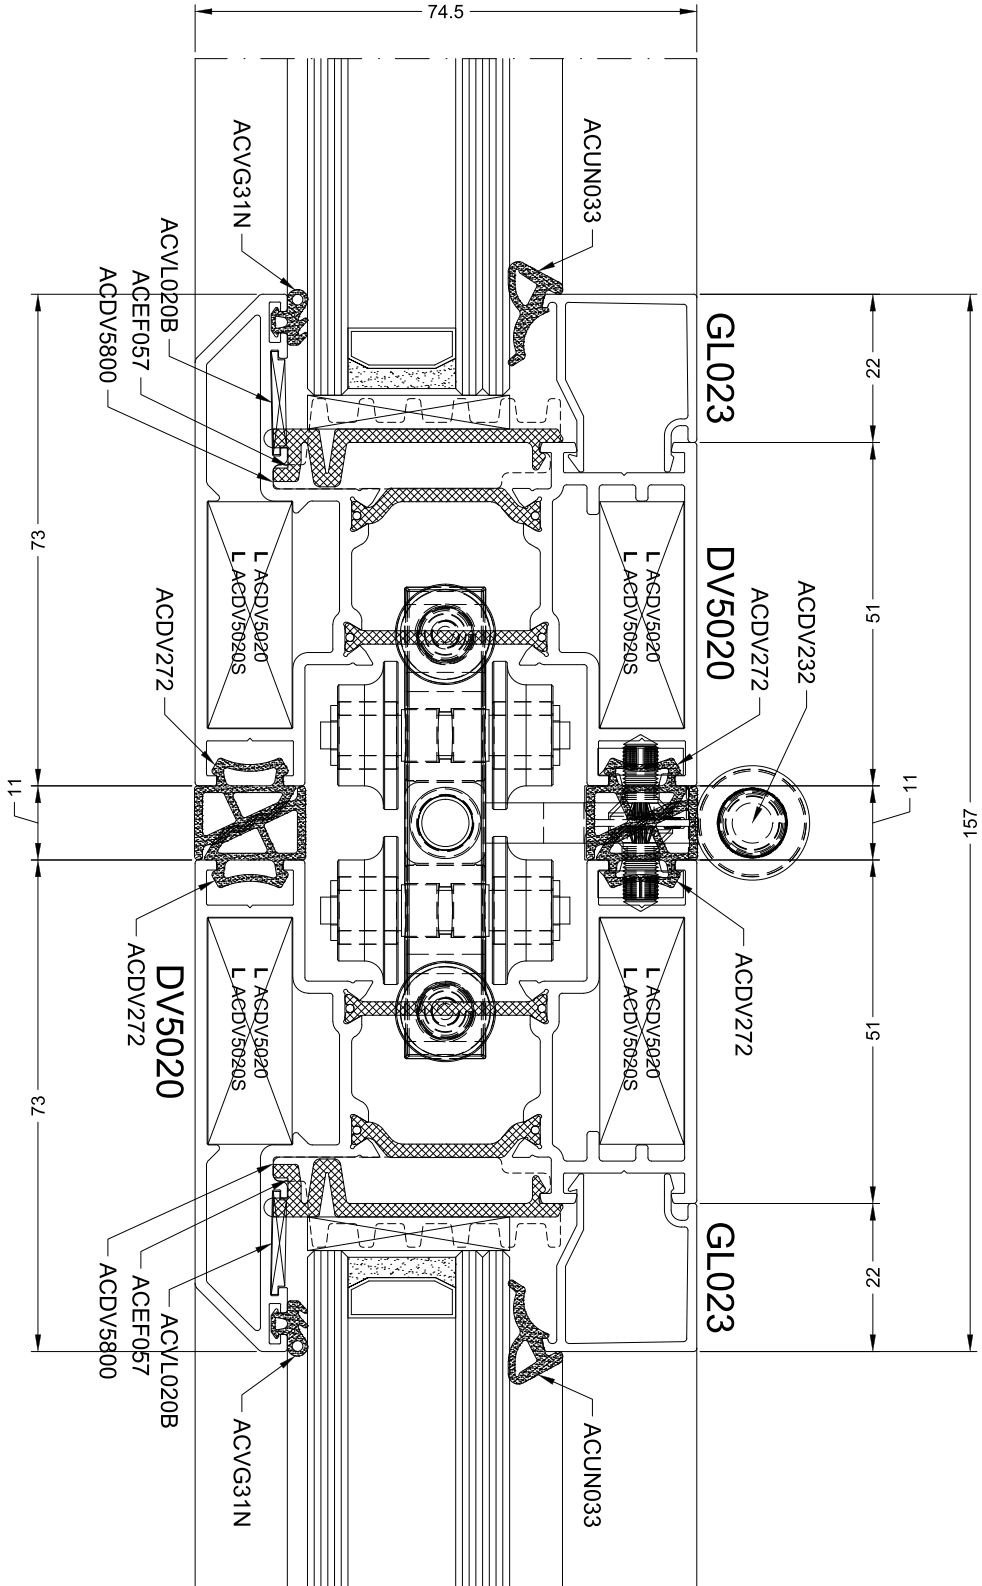 74.5
ACVG31N
ACUN033
ACVL020B
ACEF057
ACDV5800
GL023
22
73
L ACDV5020
L ACDV5020S
L ACDV5020
L ACDV5020S
DV5020
ACDV272
ACDV232
51
ACDV272
11
11
157
ACDV272
DV5020
ACDV272
L ACDV5020
L ACDV5020S
L ACDV5020
L ACDV5020S
51
73
GL023
22
ACVL020B
ACEF057
ACDV5800
ACVG31N
ACUN033